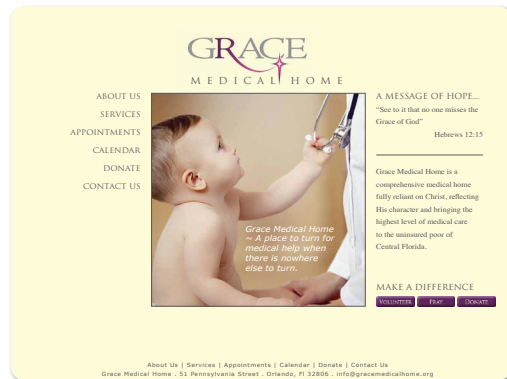 GRACE
MEDICAL HOME
ABOUT US
SERVICES
APPOINTMENTS
CALENDAR
DONATE
CONTACT US
Grace Medical Home
~ A place to turn for
medical help when
there is nowhere
else to turn.
A MESSAGE OF HOPE...
“See to it that no one misses the
Grace of God”
Hebrews 12:15
Grace Medical Home is a
comprehensive medical home
fully reliant on Christ, reflecting
His character and bringing the
highest level of medical care
to the uninsured poor of
Central Florida.
MAKE A DIFFERENCE
VOLUNTEER PRAY DONATE
About Us | Services | Appointments | Calendar | Donate | Contact Us
Grace Medical Home . 51 Pennsylvania Street . Orlando, Fl 32806 . info@gracemedicalhome.org